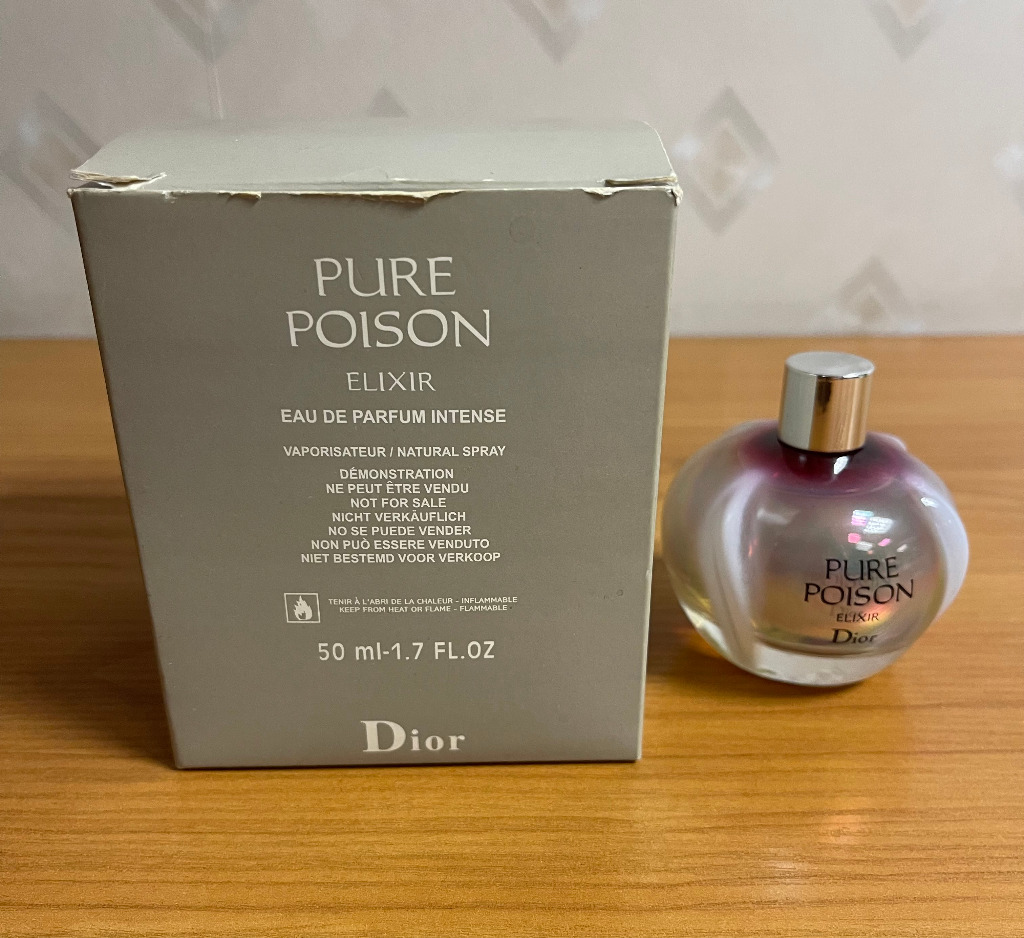 PURE
POISON
ELIXIR
EAU DE PARFUM INTENSE
VAPORISATEUR / NATURAL SPRAY
DÉMONSTRATION
NE PEUT ÊTRE VENDU
NOT FOR SALE
NICHT VERKÄUFLICH
NO SE PUEDE VENDER
NON PUÒ ESSERE VENDUTO
NIET BESTEMD VOOR VERKOOP
TENIR À L'ABRI DE LA CHALEUR - INFLAMMABLE
KEEP FROM HEAT OR FLAME - FLAMMABLE
50 ml-1.7 FL.OZ
Dior
PURE
POISON
ELIXIR
Dior